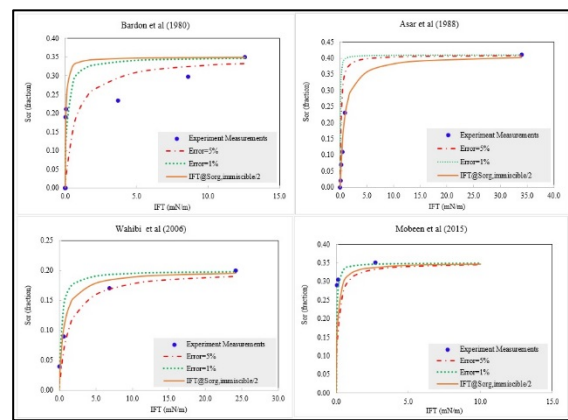 Bardon et al (1980)
Sor (fraction)
0.40
0.35
0.30
0.25
0.20
0.15
0.10
0.05
0.00
0.0
5.0
10.0
15.0
IFT (mN/m)
Experiment Measurements
Error=5%
Error=1%
IFT@Sorg,immiscible/2
Asar et al (1988)
Sor (fraction)
0.45
0.40
0.35
0.30
0.25
0.20
0.15
0.10
0.05
0.00
0.0
5.0
10.0
15.0
20.0
25.0
30.0
35.0
40.0
IFT (mN/m)
Experiment Measurements
Error=5%
Error=1%
IFT@Sorg,immiscible/2
Wahibi et al (2006)
Sor (fraction)
0.25
0.20
0.15
0.10
0.05
0.00
0.0
5.0
10.0
15.0
20.0
25.0
30.0
IFT (mN/m)
Experiment Measurements
Error=5%
Error=1%
IFT@Sorg,immiscible/2
Mobeen et al (2015)
Sor (fraction)
0.45
0.40
0.35
0.30
0.25
0.20
0.15
0.10
0.05
0.00
0.0
5.0
10.0
15.0
IFT (mN/m)
Experiment Measurements
Error=5%
Error=1%
IFT@Sorg,immiscible/2